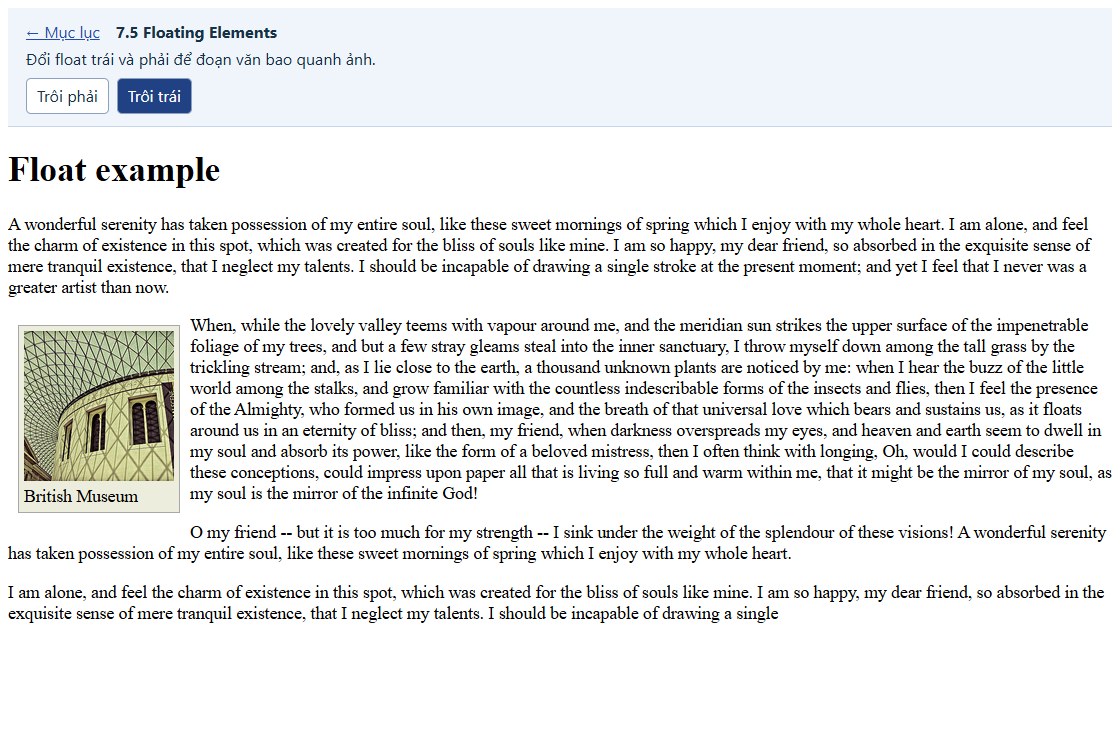 ← Mục lục 7.5 Floating Elements
Đổi float trái và phải để đoạn văn bao quanh ảnh.
Trôi phải Trôi trái
Float example
A wonderful serenity has taken possession of my entire soul, like these sweet mornings of spring which I enjoy with my whole heart. I am alone, and feel
the charm of existence in this spot, which was created for the bliss of souls like mine. I am so happy, my dear friend, so absorbed in the exquisite sense of
mere tranquil existence, that I neglect my talents. I should be incapable of drawing a single stroke at the present moment; and yet I feel that I never was a
greater artist than now.
When, while the lovely valley teems with vapour around me, and the meridian sun strikes the upper surface of the impenetrable
foliage of my trees, and but a few stray gleams steal into the inner sanctuary, I throw myself down among the tall grass by the
trickling stream; and, as I lie close to the earth, a thousand unknown plants are noticed by me: when I hear the buzz of the little
world among the stalks, and grow familiar with the countless indescribable forms of the insects and flies, then I feel the presence
of the Almighty, who formed us in his own image, and the breath of that universal love which bears and sustains us, as it floats
around us in an eternity of bliss; and then, my friend, when darkness overspreads my eyes, and heaven and earth seem to dwell in
my soul and absorb its power, like the form of a beloved mistress, then I often think with longing, Oh, would I could describe
these conceptions, could impress upon paper all that is living so full and warm within me, that it might be the mirror of my soul, as
my soul is the mirror of the infinite God!
British Museum
O my friend -- but it is too much for my strength -- I sink under the weight of the splendour of these visions! A wonderful serenity
has taken possession of my entire soul, like these sweet mornings of spring which I enjoy with my whole heart.
I am alone, and feel the charm of existence in this spot, which was created for the bliss of souls like mine. I am so happy, my dear friend, so absorbed in the
exquisite sense of mere tranquil existence, that I neglect my talents. I should be incapable of drawing a single